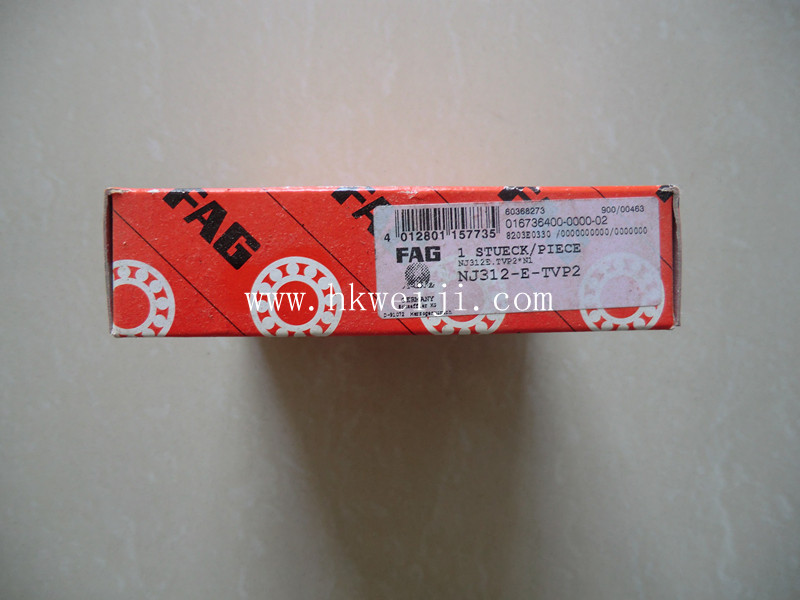 FAG
FAG
60368273
900/00463
016736400-0000-02
4 012801 157735
8203E0330 /0000000000/0000000
FAG
1 STUECK/PIECE
NJ312E.TVP2*N1
NJ312-E-TVP2
www.hkweiji.com
GERMANY